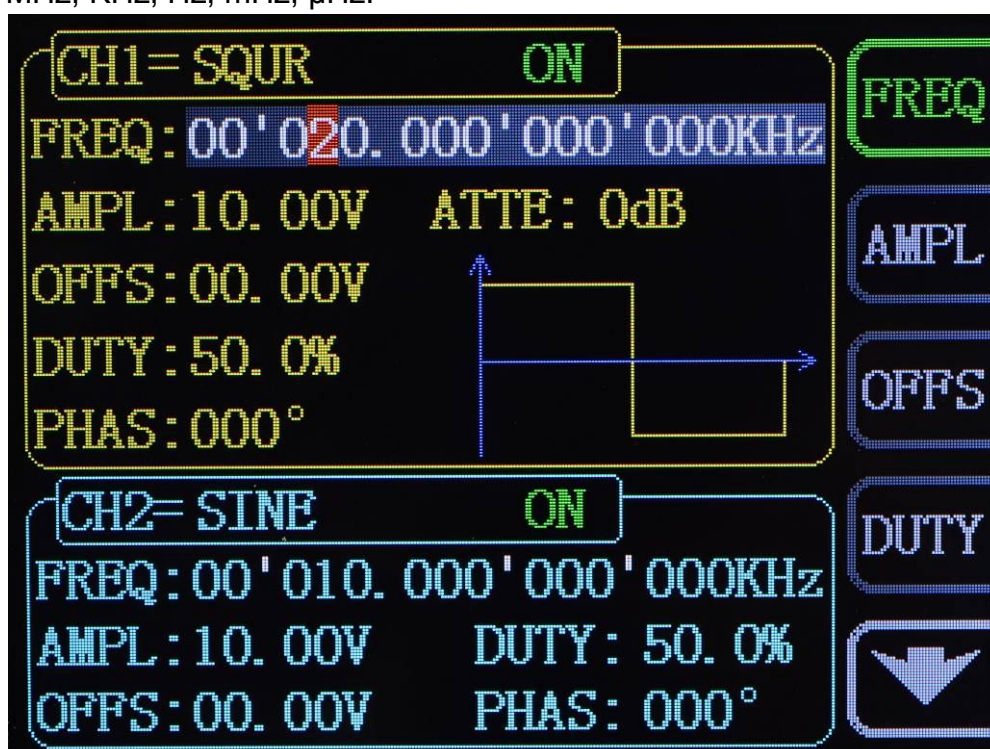 MHz, KHz, Hz, mHz, μHz.
CH1= SQUR ON
FREQ:00'020.000'000'000KHz
AMPL:10.00V ATTE: 0dB
OFFS:00.00V
DUTY:50.0%
PHAS:000°
CH2= SINE ON
FREQ:00'010.000'000'000KHz
AMPL:10.00V DUTY: 50.0%
OFFS:00.00V PHAS: 000°
FREQ
AMPL
OFFS
DUTY